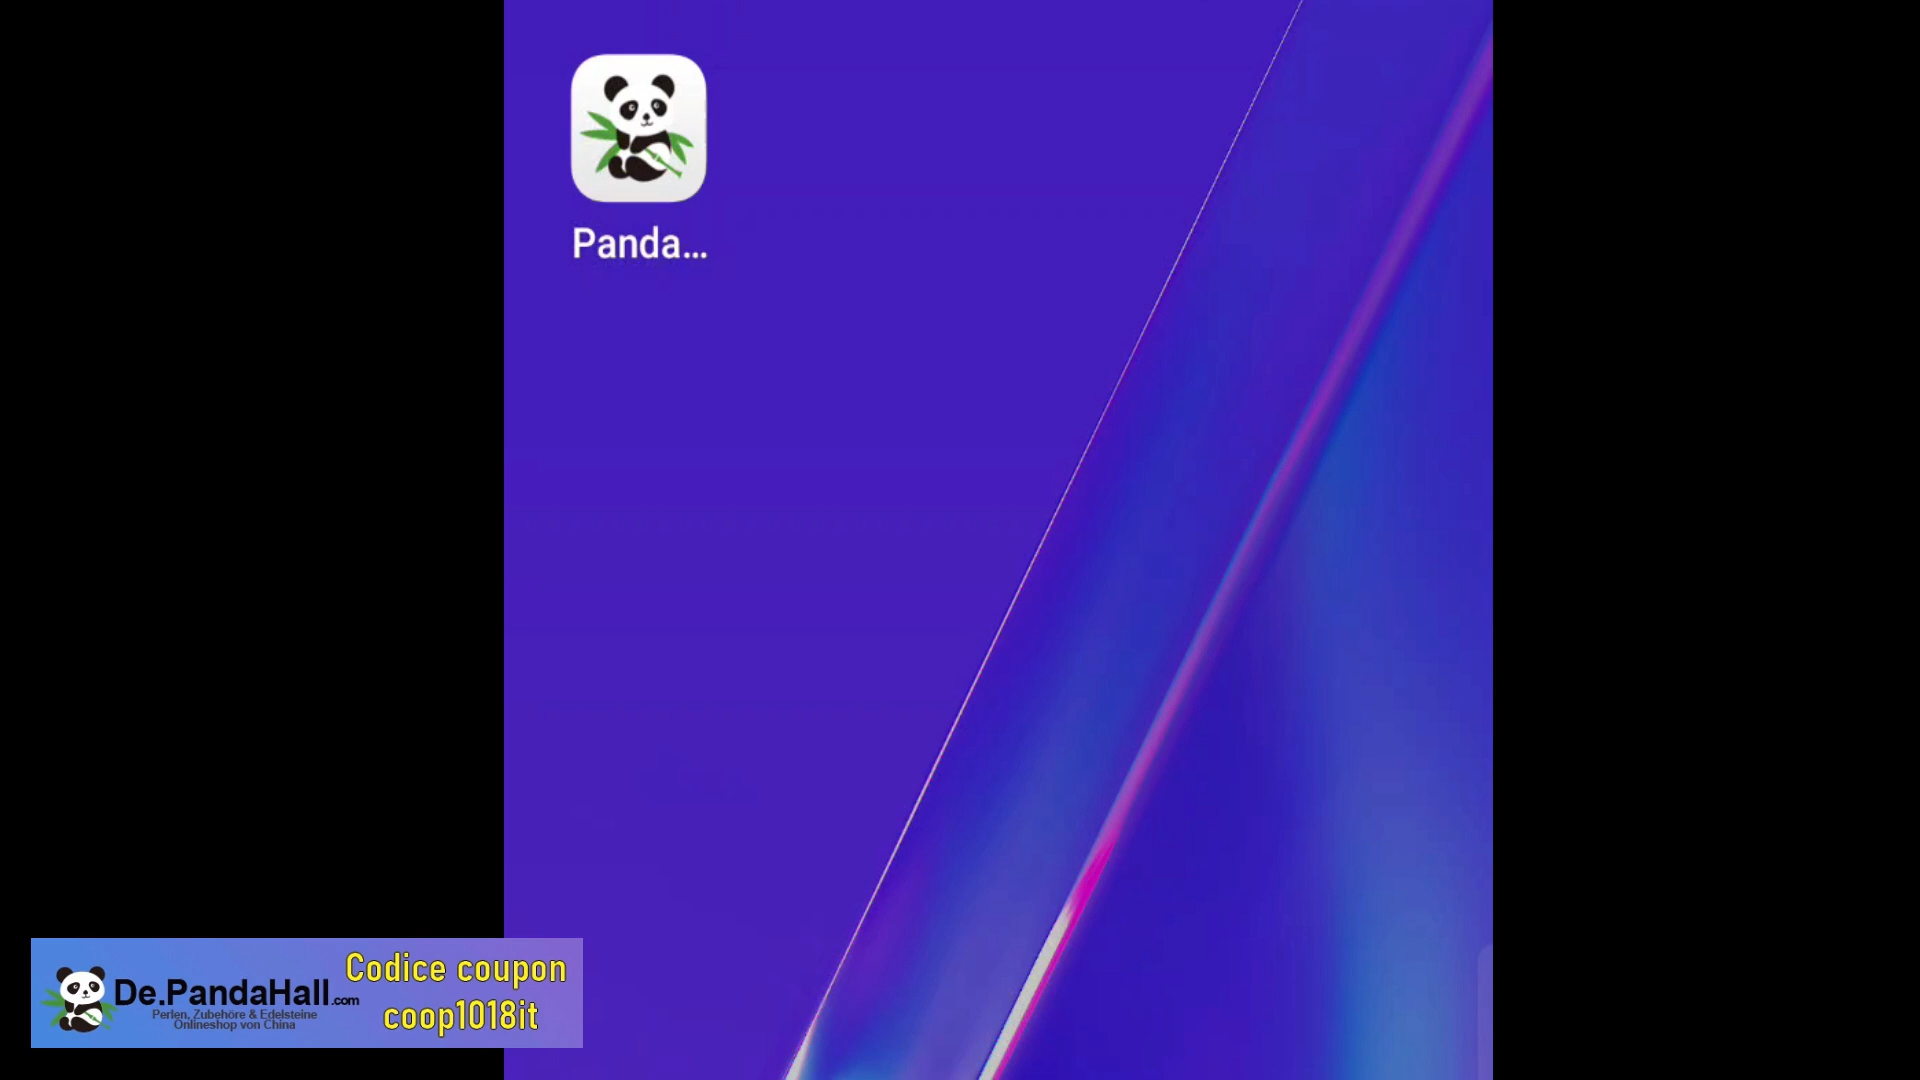 Panda...
De.PandaHall.com
Perlen, Zubehöre & Edelsteine
Onlineshop von China
Codice coupon
coop1018it